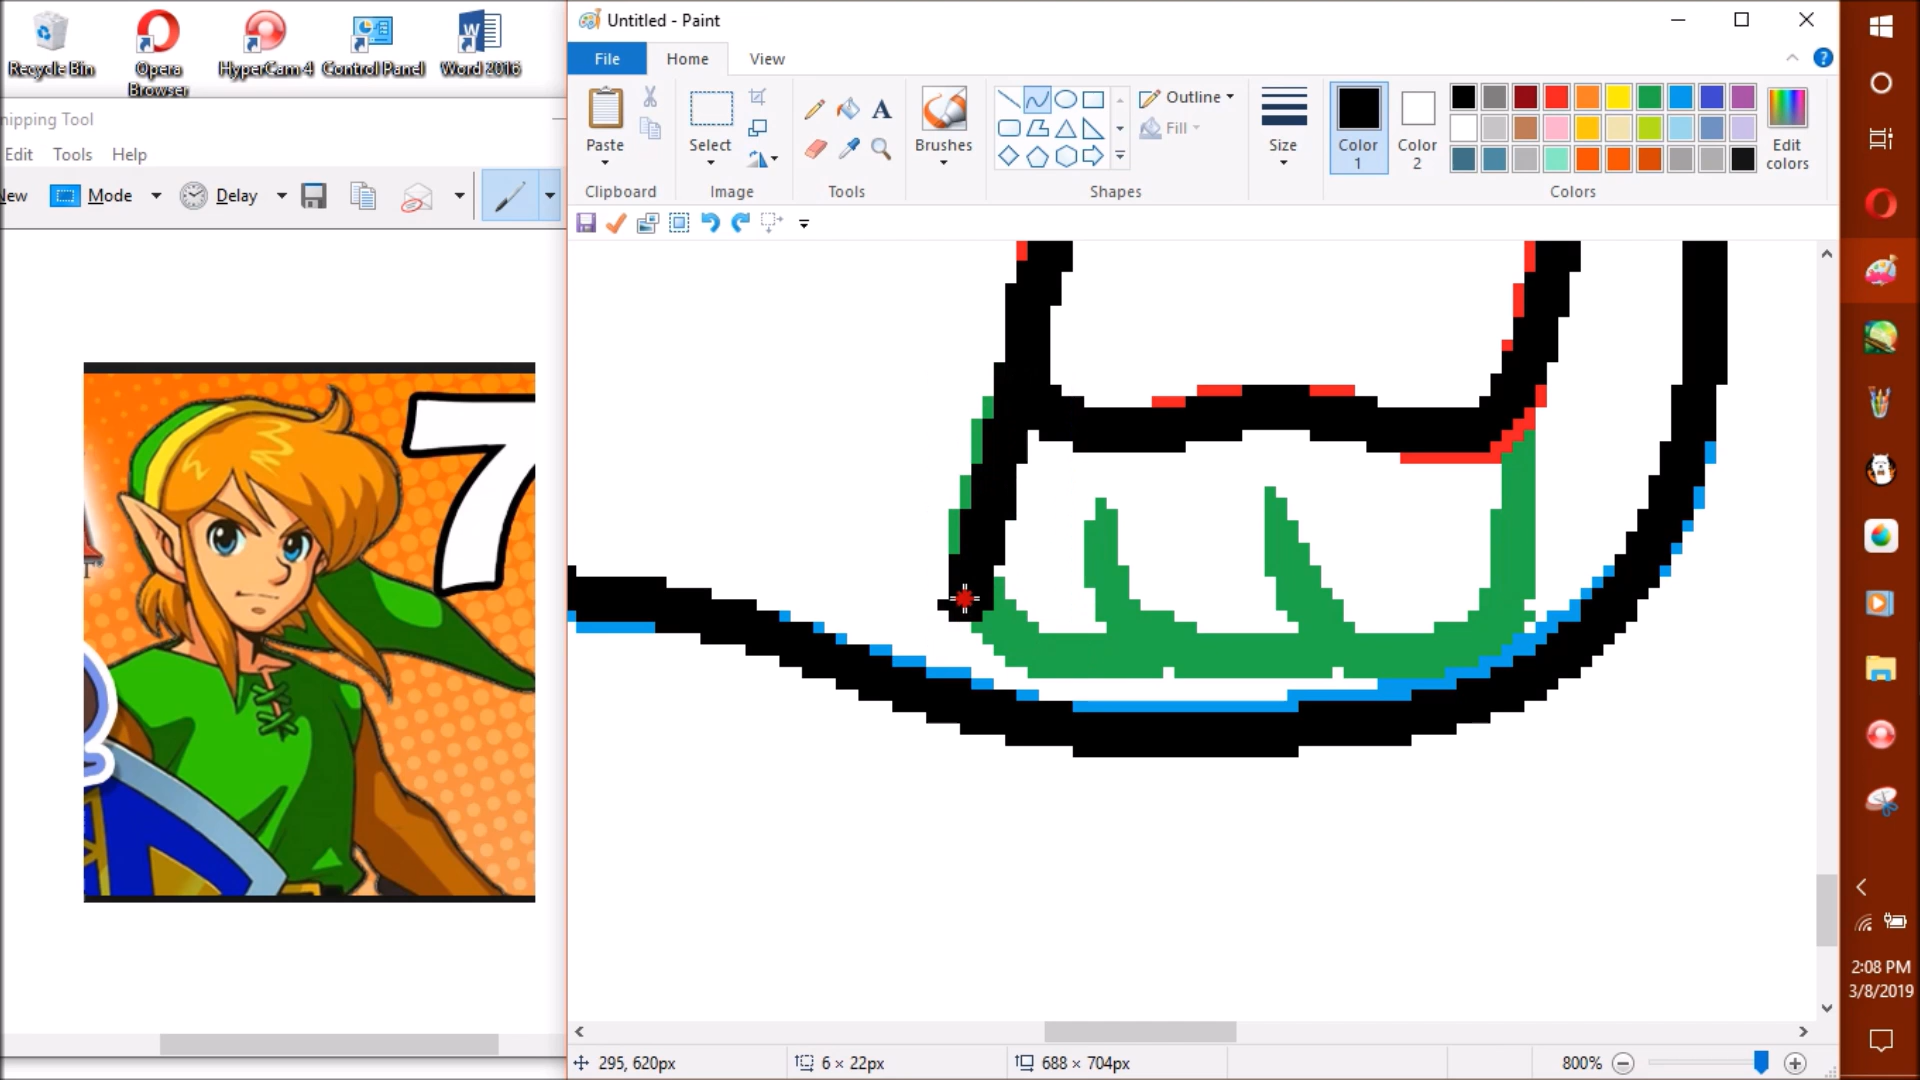 Recycle Bin
Opera
Browser
HyperCam 4
Control Panel
Word 2016
nipping Tool
Edit Tools Help
New Mode Delay
7
Untitled - Paint
File Home View
Paste
Select
Brushes
Outline
Fill
Size
Color
1
Color
2
Edit
colors
Clipboard
Image
Tools
Shapes
Colors
295, 620px
6 × 22px
688 × 704px
800%
2:08 PM
3/8/2019